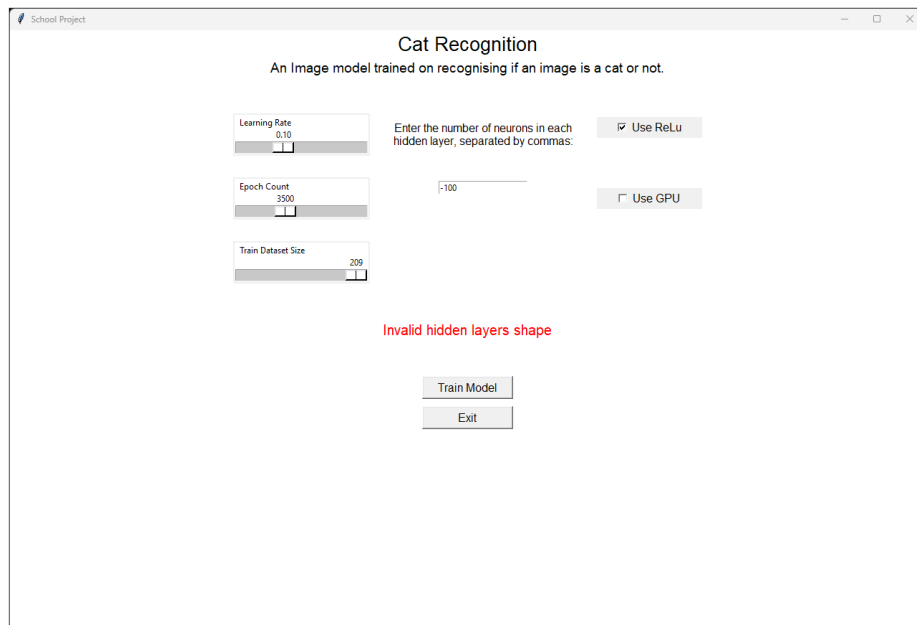 School Project
Cat Recognition
An Image model trained on recognising if an image is a cat or not.
Learning Rate
0.10
Enter the number of neurons in each
hidden layer, separated by commas:
Use ReLu
Epoch Count
3500
-100
Use GPU
Train Dataset Size
209
Invalid hidden layers shape
Train Model
Exit